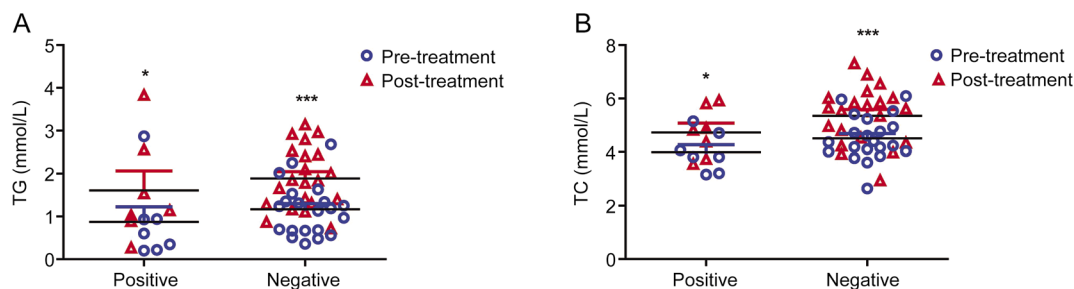 A
TG (mmol/L)
5
4
3
2
1
0
*
***
Pre-treatment
Post-treatment
Positive
Negative
B
TC (mmol/L)
8
6
4
2
0
*
***
Pre-treatment
Post-treatment
Positive
Negative